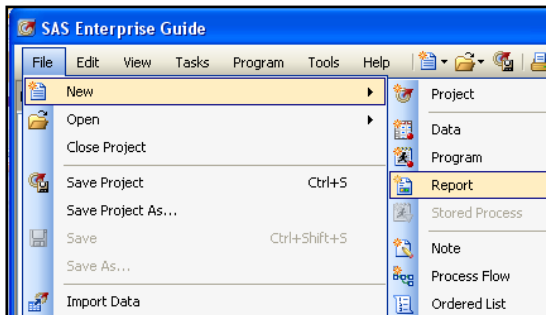 SAS Enterprise Guide
File Edit View Tasks Program Tools Help
New
Open
Close Project
Save Project Ctrl+S
Save Project As...
Save Ctrl+Shift+S
Save As...
Import Data
Project
Data
Program
Report
Stored Process
Note
Process Flow
Ordered List